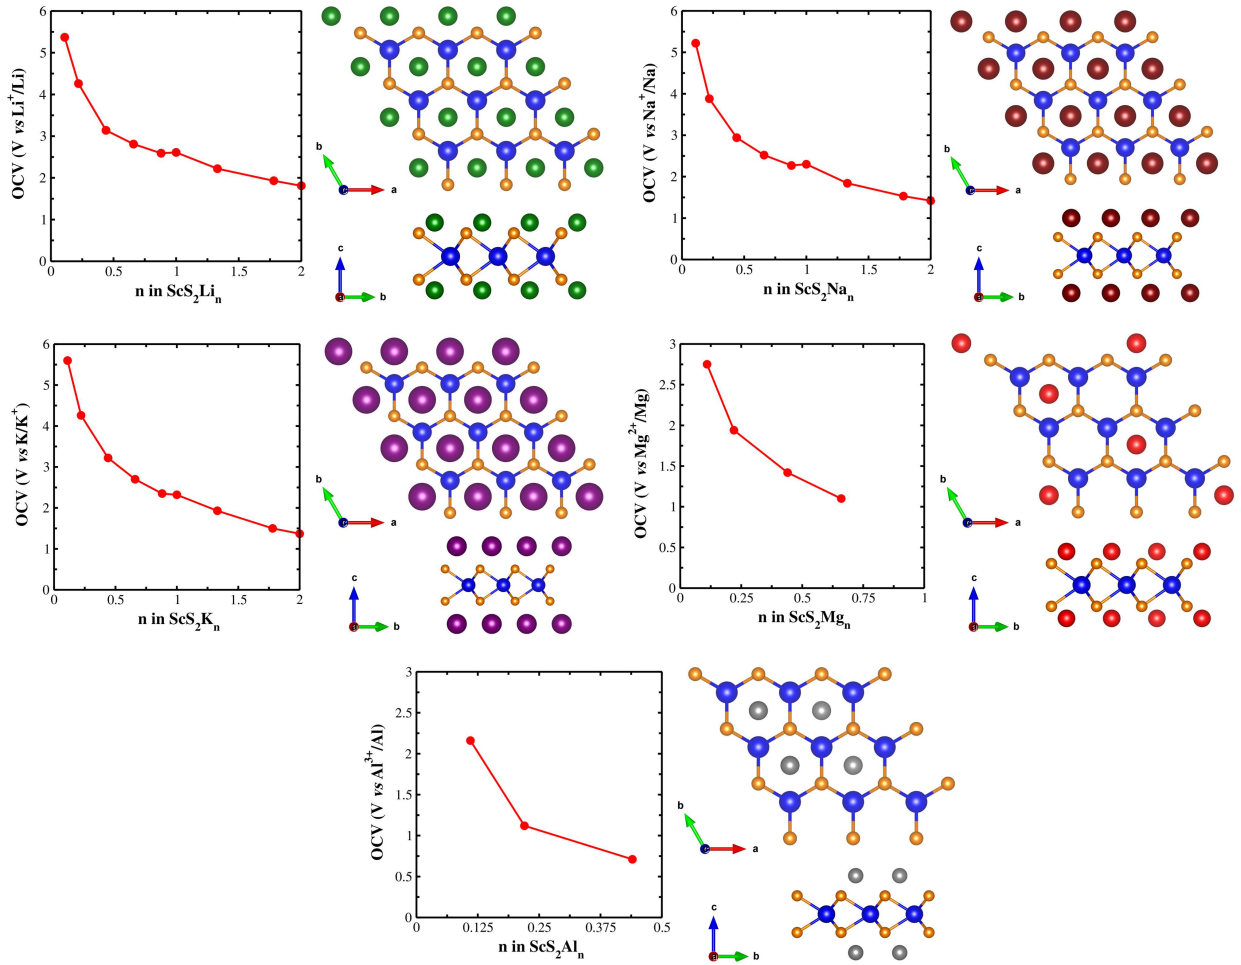 OCV (V vs Li⁺/Li)
6
5
4
3
2
1
0
0 0.5 1 1.5 2
n in ScS₂Liₙ
b
a
c
a b
OCV (V vs Na⁺/Na)
6
5
4
3
2
1
0
0 0.5 1 1.5 2
n in ScS₂Naₙ
b
a
c
a b
OCV (V vs K/K⁺)
6
5
4
3
2
1
0
0 0.5 1 1.5 2
n in ScS₂Kₙ
b
a
c
a b
OCV (V vs Mg²⁺/Mg)
3
2.5
2
1.5
1
0.5
0
0 0.25 0.5 0.75 1
n in ScS₂Mgₙ
b
a
c
a b
OCV (V vs Al³⁺/Al)
3
2.5
2
1.5
1
0.5
0
0 0.125 0.25 0.375 0.5
n in ScS₂Alₙ
b
a
c
a b